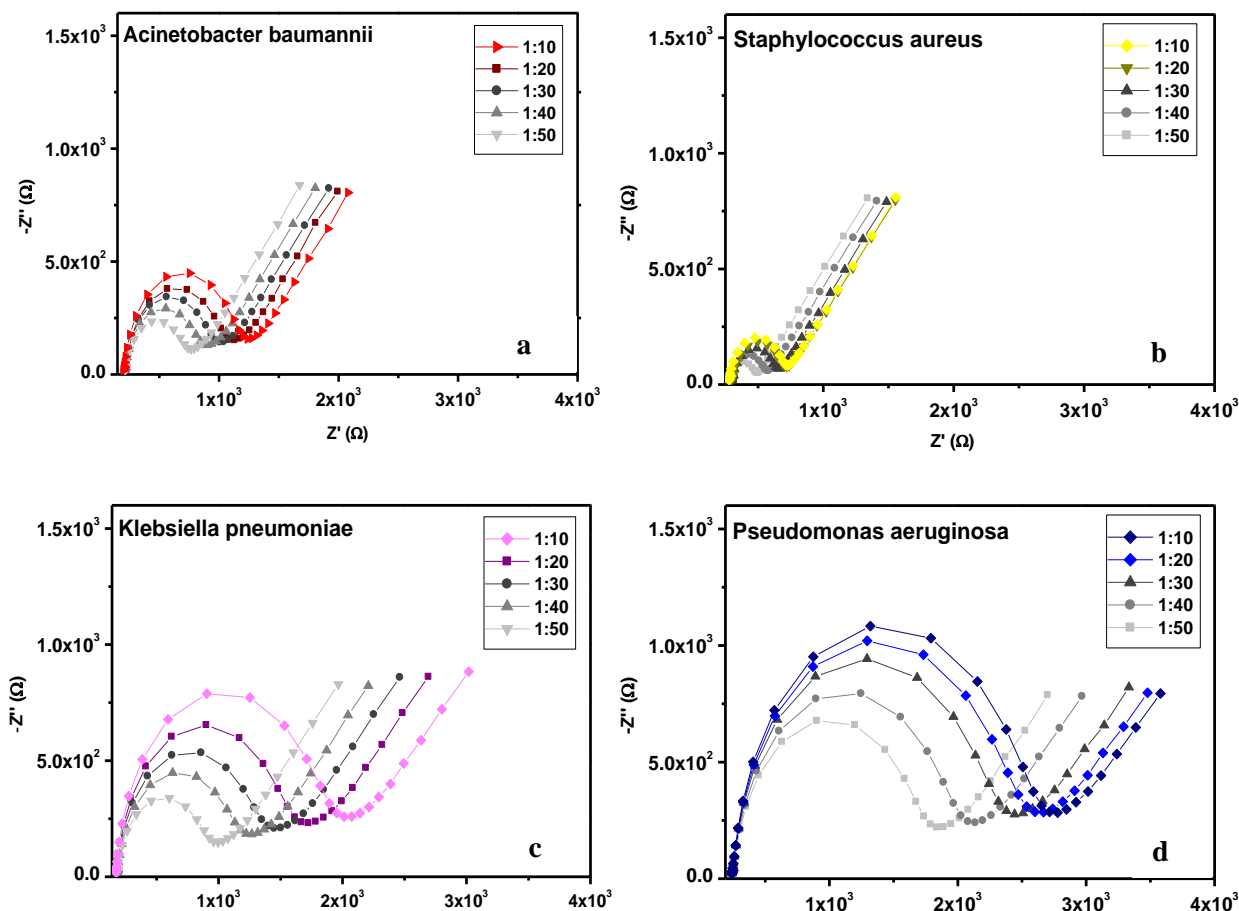 Acinetobacter baumannii
1:10
1:20
1:30
1:40
1:50
1.5x10³
1.0x10³
5.0x10²
0.0
-Z'' (Ω)
1x10³ 2x10³ 3x10³ 4x10³
Z' (Ω)
a
Staphylococcus aureus
1:10
1:20
1:30
1:40
1:50
1.5x10³
1.0x10³
5.0x10²
0.0
-Z'' (Ω)
1x10³ 2x10³ 3x10³ 4x10³
Z' (Ω)
b
Klebsiella pneumoniae
1:10
1:20
1:30
1:40
1:50
1.5x10³
1.0x10³
5.0x10²
0.0
-Z'' (Ω)
1x10³ 2x10³ 3x10³ 4x10³
c
Pseudomonas aeruginosa
1:10
1:20
1:30
1:40
1:50
1.5x10³
1.0x10³
5.0x10²
0.0
-Z'' (Ω)
1x10³ 2x10³ 3x10³ 4x10³
d